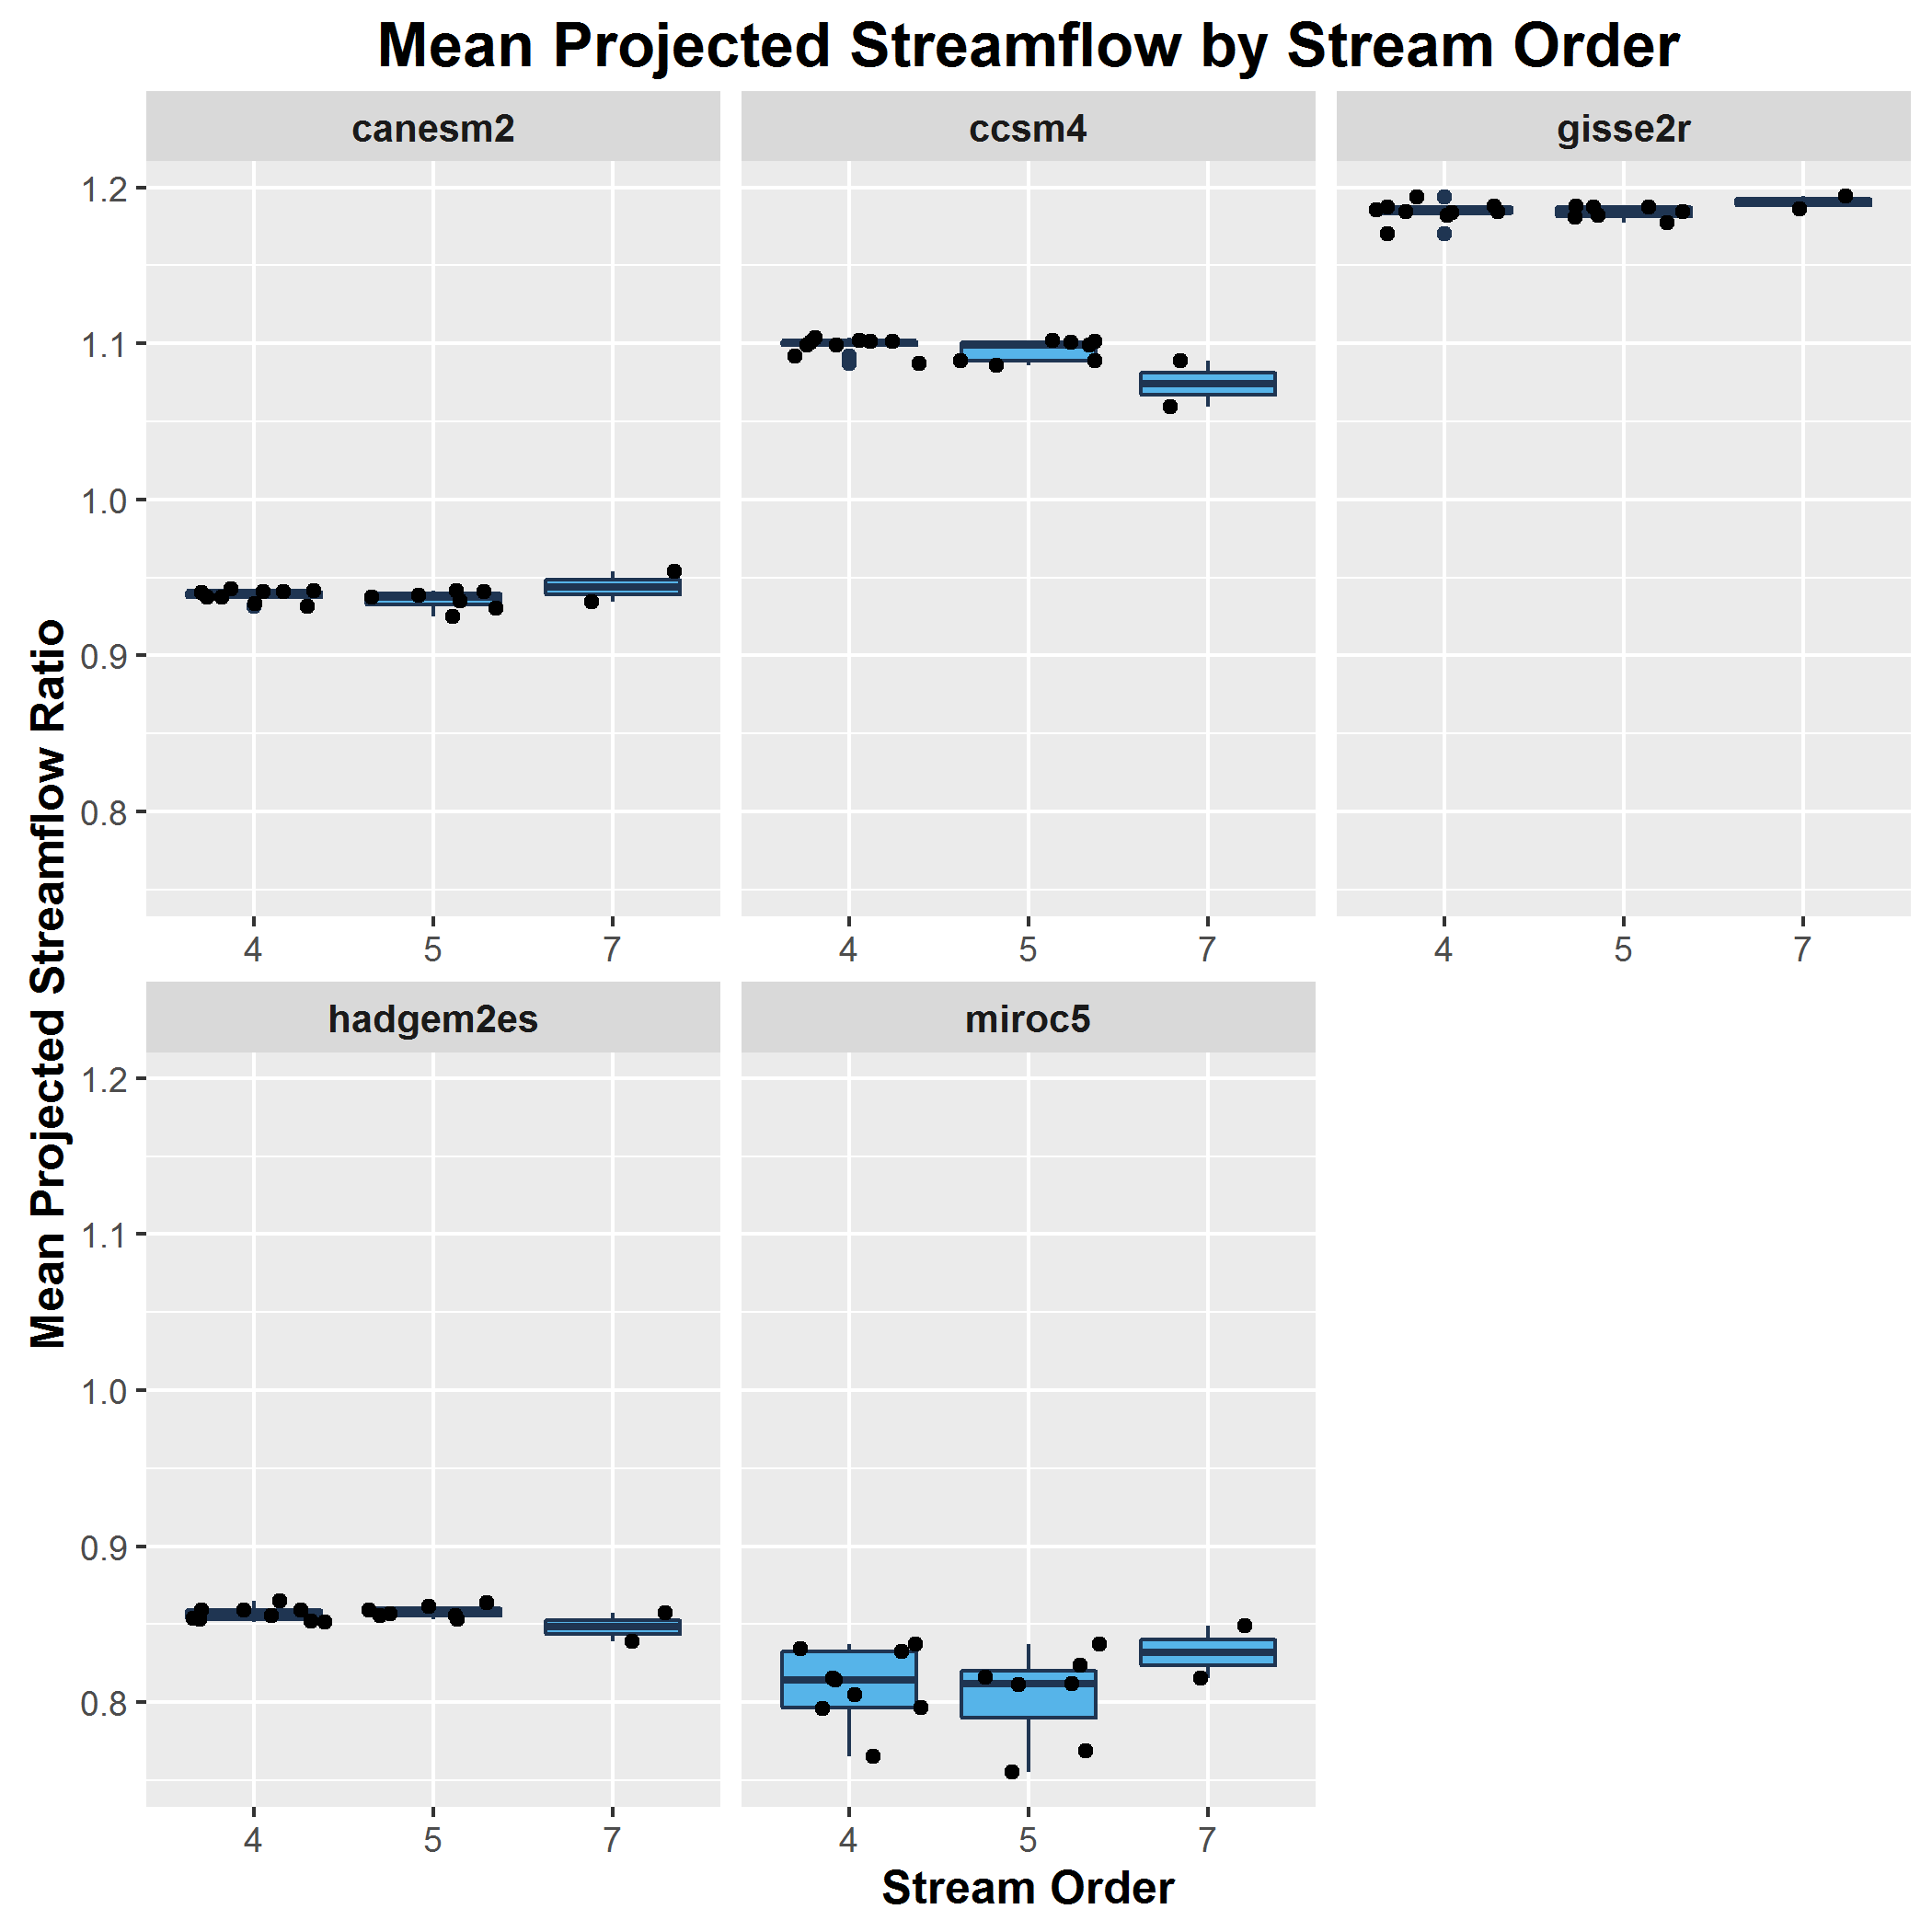 Mean Projected Streamflow by Stream Order
canesm2
ccsm4
gisse2r
1.2
1.1
1.0
0.9
0.8
4 5 7
4 5 7
4 5 7
hadgem2es
miroc5
1.2
1.1
1.0
0.9
0.8
4 5 7
4 5 7
Mean Projected Streamflow Ratio
Stream Order